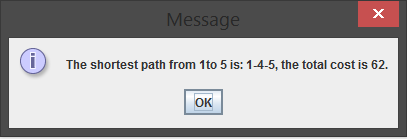 Message
The shortest path from 1to 5 is: 1-4-5, the total cost is 62.
OK